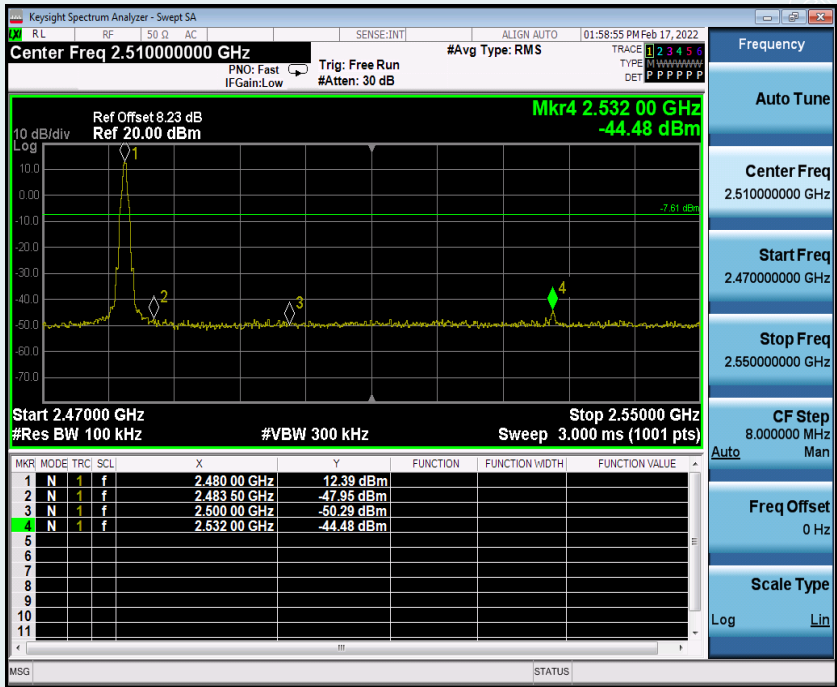 Keysight Spectrum Analyzer - Swept SA
LXI RL RF 50 Ω AC SENSE:INT ALIGN AUTO 01:58:55 PM Feb 17, 2022
Center Freq 2.510000000 GHz #Avg Type: RMS TRACE 1 2 3 4 5 6
PNO: Fast Trig: Free Run TYPE M WWWWW
IFGain:Low #Atten: 30 dB DET P P P P P P
Mkr4 2.532 00 GHz
-44.48 dBm
Ref Offset 8.23 dB
10 dB/div Ref 20.00 dBm
Log
10.0
0.00
-10.0
-20.0
-30.0
-40.0
-50.0
-60.0
-70.0
1
2
3
4
-7.61 dBm
Start 2.47000 GHz Stop 2.55000 GHz
#Res BW 100 kHz #VBW 300 kHz Sweep 3.000 ms (1001 pts)
MKR MODE TRC SCL X Y FUNCTION FUNCTION WIDTH FUNCTION VALUE
1 N 1 f 2.480 00 GHz 12.39 dBm
2 N 1 f 2.483 50 GHz -47.95 dBm
3 N 1 f 2.500 00 GHz -50.29 dBm
4 N 1 f 2.532 00 GHz -44.48 dBm
5
6
7
8
9
10
11
MSG STATUS
Frequency
Auto Tune
Center Freq
2.510000000 GHz
Start Freq
2.470000000 GHz
Stop Freq
2.550000000 GHz
CF Step
8.000000 MHz
Auto Man
Freq Offset
0 Hz
Scale Type
Log Lin